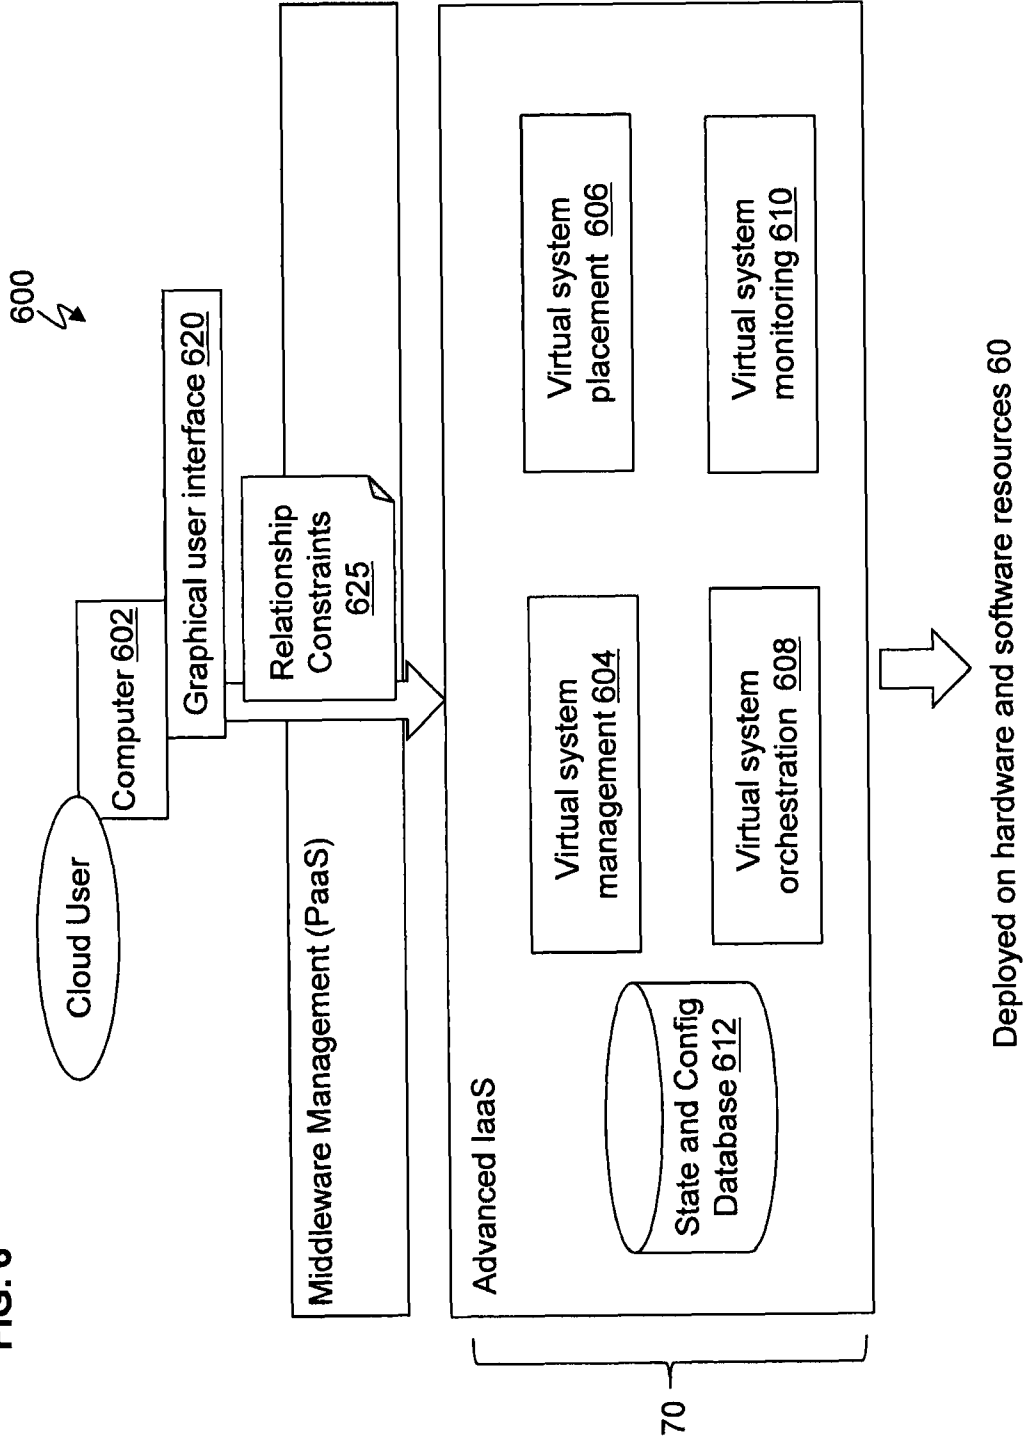 600
Cloud User
Computer 602
Graphical user interface 620
Relationship
Constraints
625
Middleware Management (PaaS)
Advanced IaaS
State and Config
Database 612
Virtual system
management 604
Virtual system
placement 606
Virtual system
orchestration 608
Virtual system
monitoring 610
70
Deployed on hardware and software resources 60